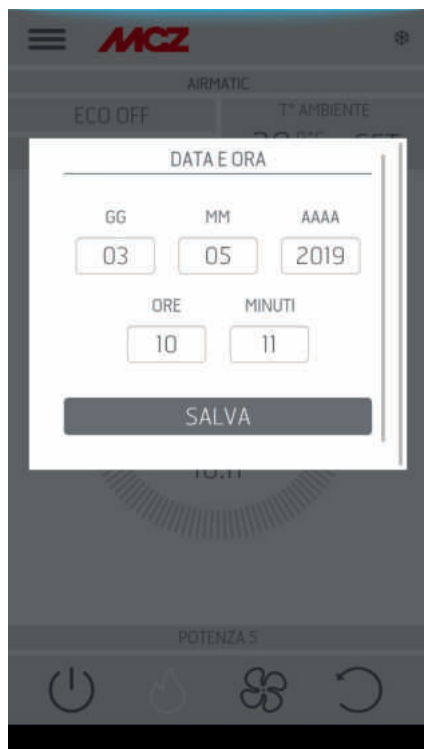 MCZ
AIRMATIC
ECO OFF T° AMBIENTE
DATA E ORA
GG MM AAAA
03 05 2019
ORE MINUTI
10 11
SALVA
POTENZA 5